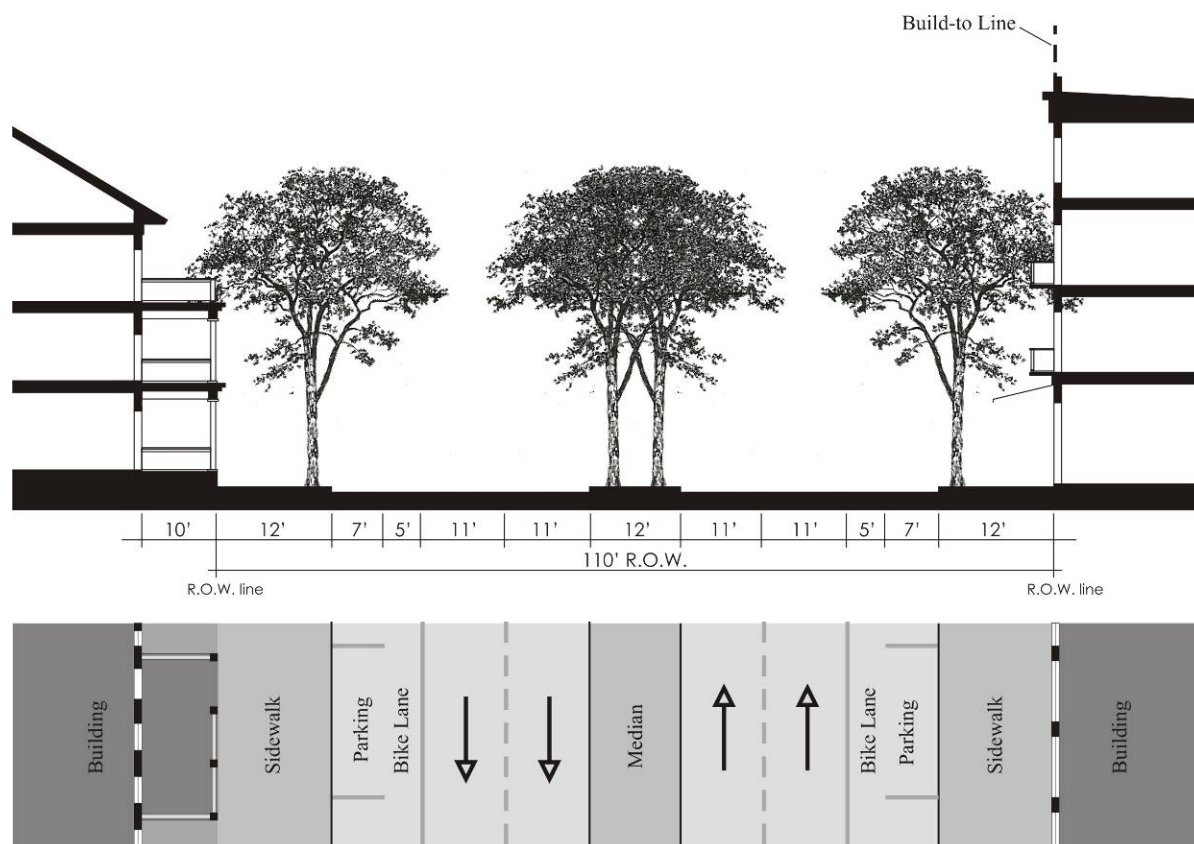 Build-to Line
10' 12' 7' 5' 11' 11' 12' 11' 11' 5' 7' 12'
110' R.O.W.
R.O.W. line R.O.W. line
Building Sidewalk Parking Bike Lane Median Bike Lane Parking Sidewalk Building